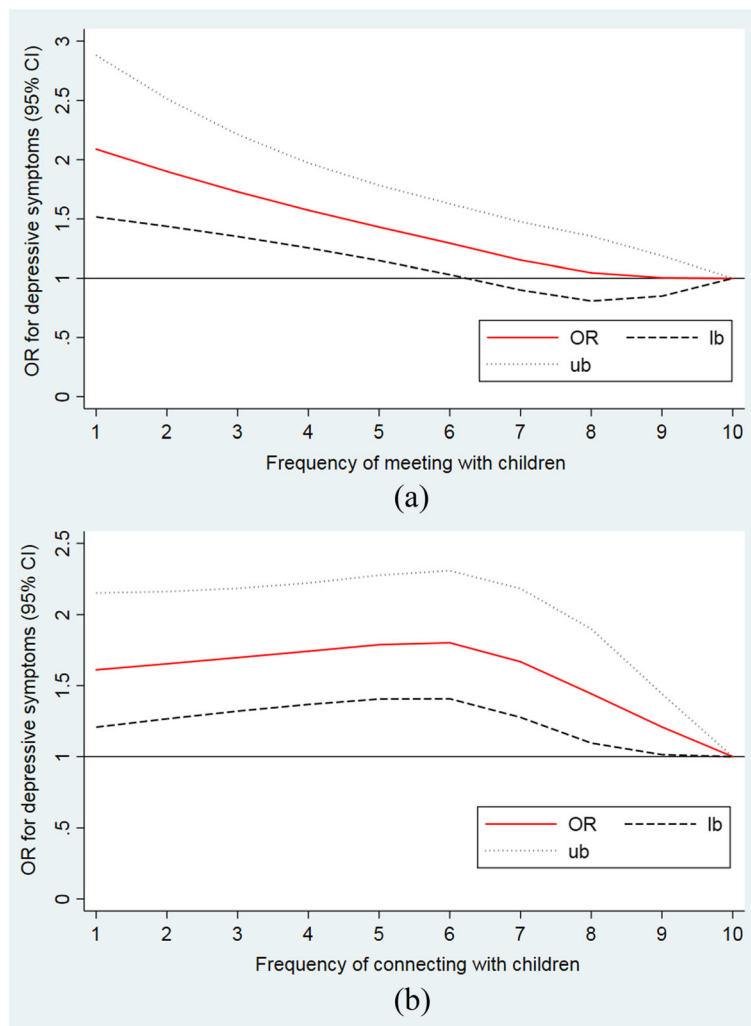 OR for depressive symptoms (95% CI)
3
2.5
2
1.5
1
.5
0
OR
lb
ub
1 2 3 4 5 6 7 8 9 10
Frequency of meeting with children
(a)
OR for depressive symptoms (95% CI)
2.5
2
1.5
1
.5
0
OR
lb
ub
1 2 3 4 5 6 7 8 9 10
Frequency of connecting with children
(b)